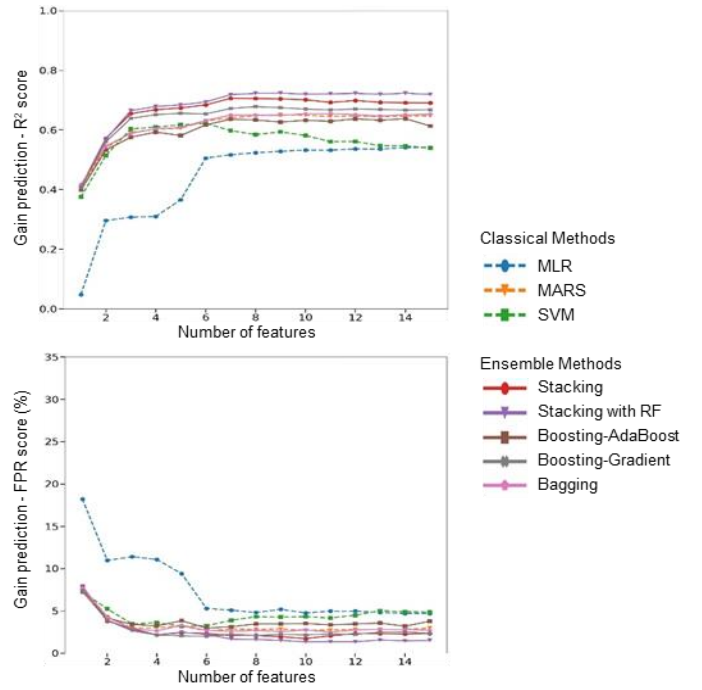 Gain prediction - R² score
1.0
0.8
0.6
0.4
0.2
0.0
2 4 6 8 10 12 14
Number of features
Classical Methods
MLR
MARS
SVM
Ensemble Methods
Stacking
Stacking with RF
Boosting-AdaBoost
Boosting-Gradient
Bagging
Gain prediction - FPR score (%)
35
30
25
20
15
10
5
0
2 4 6 8 10 12 14
Number of features